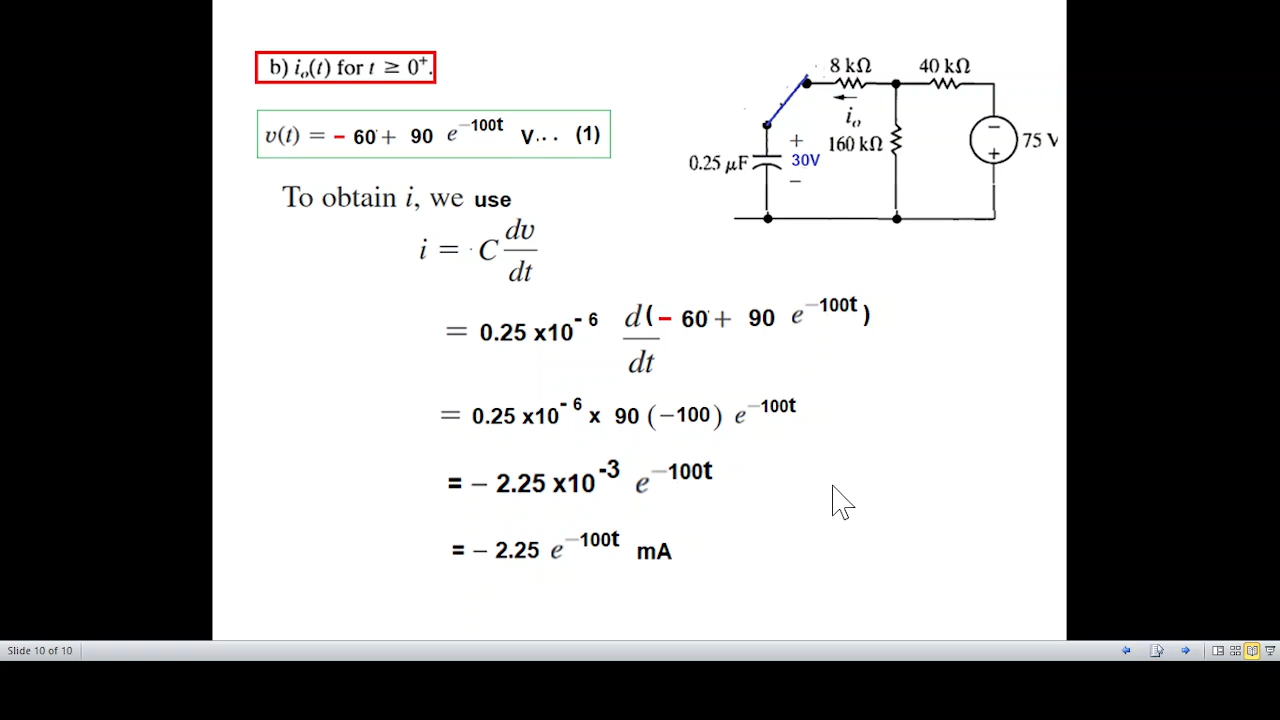 b) iₒ(t) for t ≥ 0⁺.
v(t) = − 60 + 90 e^−100t V... (1)
To obtain i, we use
i = C dv/dt
= 0.25 x10^-6 d(− 60 + 90 e^−100t)/dt
= 0.25 x10^-6 x 90 (−100) e^−100t
= − 2.25 x10^-3 e^−100t
= − 2.25 e^−100t mA
8 kΩ 40 kΩ
iₒ
+ 30V −
160 kΩ
0.25 μF
− +
75 V
Slide 10 of 10